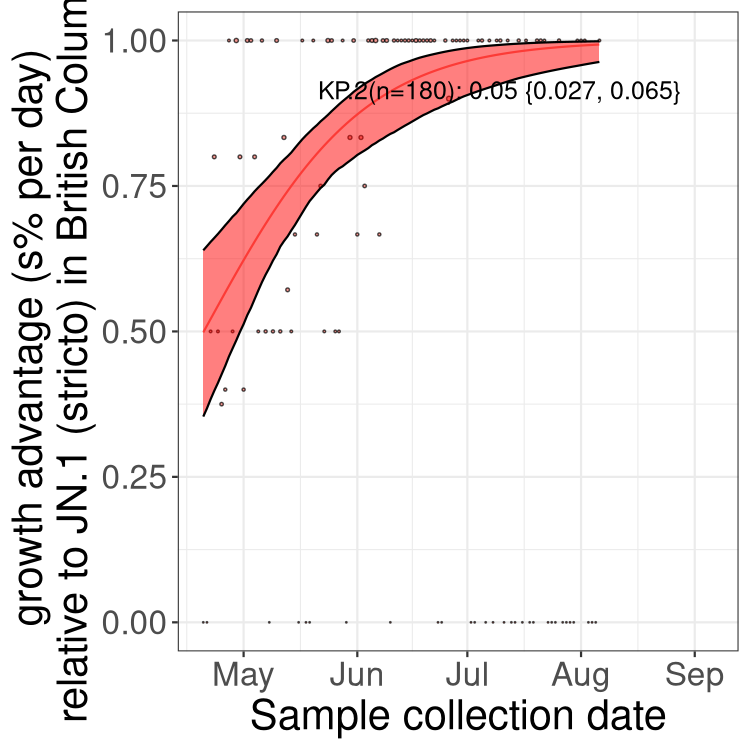 growth advantage (s% per day)
relative to JN.1 (stricto) in British Colum
1.00
0.75
0.50
0.25
0.00
KP.2(n=180): 0.05 {0.027, 0.065}
May Jun Jul Aug Sep
Sample collection date